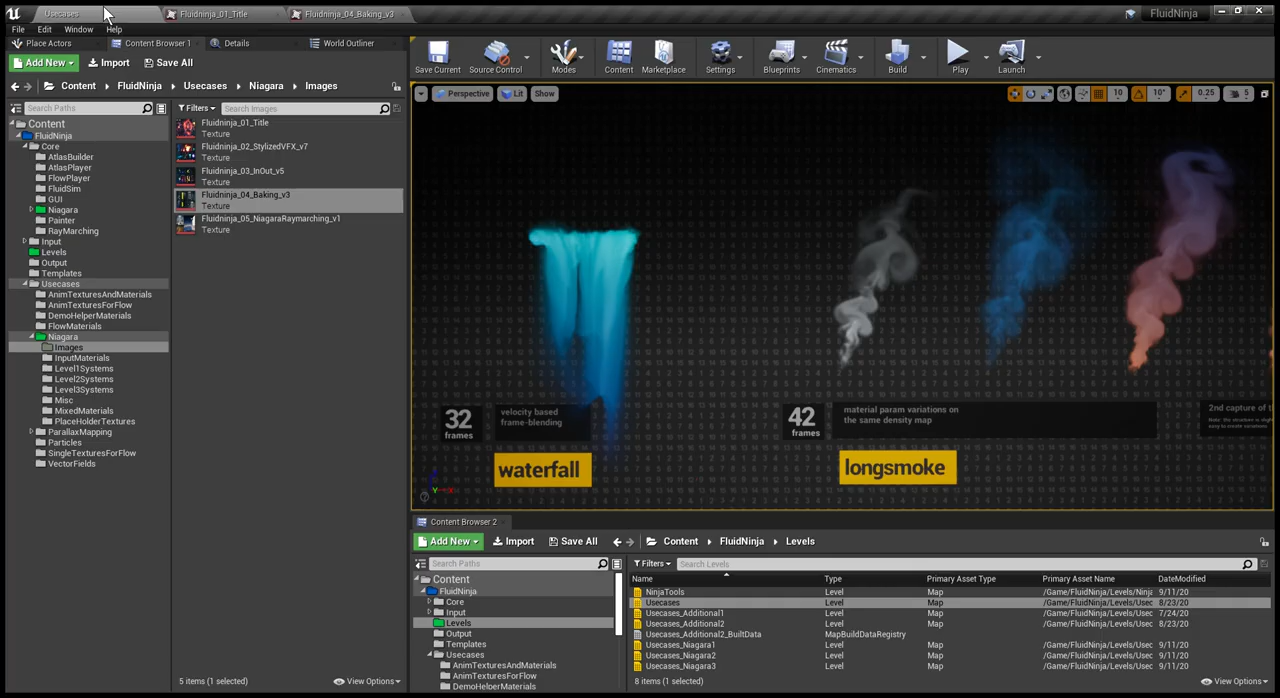 Usecases
Fluidninja_01_Title
Fluidninja_04_Baking_v3
FluidNinja
File Edit Window Help
Place Actors
Content Browser 1
Details
World Outliner
Add New
Import
Save All
Content
FluidNinja
Usecases
Niagara
Images
Search Paths
Filters
Search Images
Content
FluidNinja
Core
AtlasBuilder
AtlasPlayer
FlowPlayer
FluidSim
GUI
Niagara
Painter
RayMarching
Input
Levels
Output
Templates
Usecases
AnimTexturesAndMaterials
AnimTexturesForFlow
DemoHelperMaterials
FlowMaterials
Niagara
Images
InputMaterials
Level1Systems
Level2Systems
Level3Systems
Misc
MixedMaterials
PlaceHolderTextures
ParallaxMapping
Particles
SingleTexturesForFlow
VectorFields
Fluidninja_01_Title
Texture
Fluidninja_02_StylizedVFX_v7
Texture
Fluidninja_03_InOut_v5
Texture
Fluidninja_04_Baking_v3
Texture
Fluidninja_05_NiagaraRaymarching_v1
Texture
5 items (1 selected)
View Options
Save Current
Source Control
Modes
Content
Marketplace
Settings
Blueprints
Cinematics
Build
Play
Launch
Perspective
Lit
Show
10
10°
0.25
5
32
frames
velocity based
frame-blending
waterfall
42
frames
material param variations on
the same density map
longsmoke
2nd capture of
Content Browser 2
Add New
Import
Save All
Content
FluidNinja
Levels
Search Paths
Filters
Search Levels
Content
FluidNinja
Core
Input
Levels
Output
Templates
Usecases
AnimTexturesAndMaterials
AnimTexturesForFlow
DemoHelperMaterials
Name Type Primary Asset Type Primary Asset Name DateModified
NinjaTools Level Map /Game/FluidNinja/Levels/Ninj 9/11/20
Usecases Level Map /Game/FluidNinja/Levels/Usec 8/23/20
Usecases_Additional1 Level Map /Game/FluidNinja/Levels/Usec 7/24/20
Usecases_Additional2 Level Map /Game/FluidNinja/Levels/Usec 8/23/20
Usecases_Additional2_BuiltData MapBuildDataRegistry
Usecases_Niagara1 Level Map /Game/FluidNinja/Levels/Usec 9/11/20
Usecases_Niagara2 Level Map /Game/FluidNinja/Levels/Usec 9/11/20
Usecases_Niagara3 Level Map /Game/FluidNinja/Levels/Usec 9/11/20
8 items (1 selected)
View Options